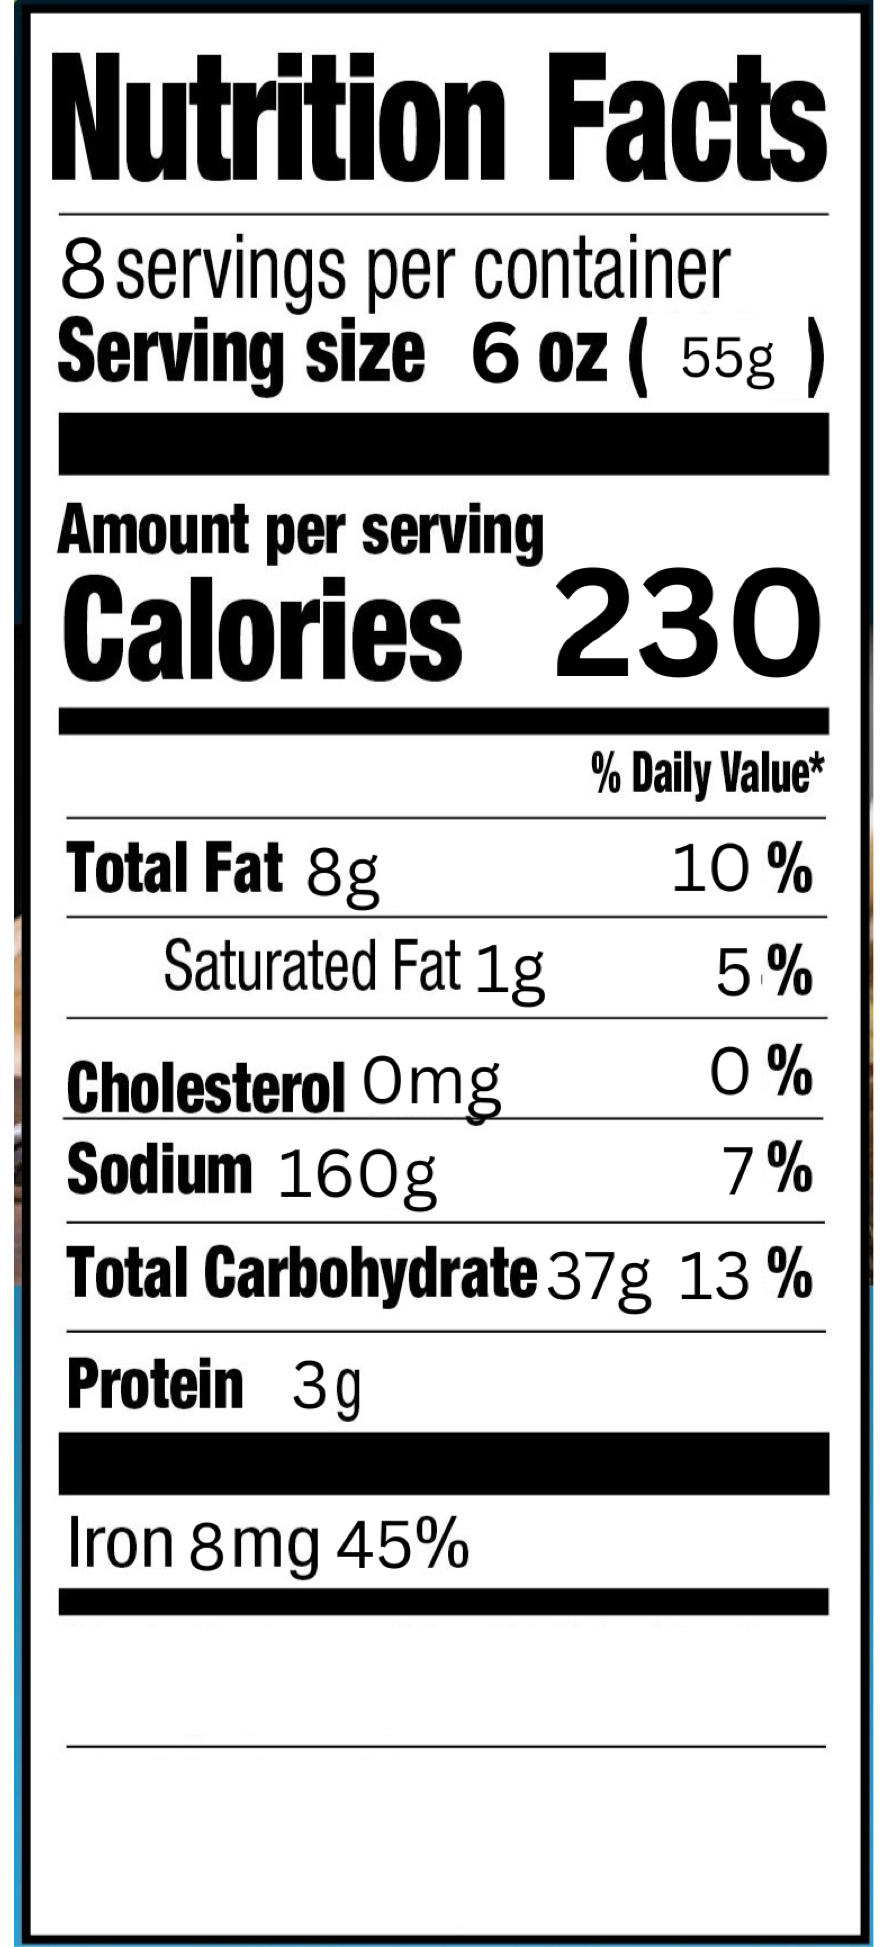 Nutrition Facts
8 servings per container
Serving size 6 oz ( 55g )
Amount per serving
Calories 230
% Daily Value*
Total Fat 8g 10 %
Saturated Fat 1g 5 %
Cholesterol 0mg 0 %
Sodium 160g 7 %
Total Carbohydrate 37g 13 %
Protein 3g
Iron 8mg 45%